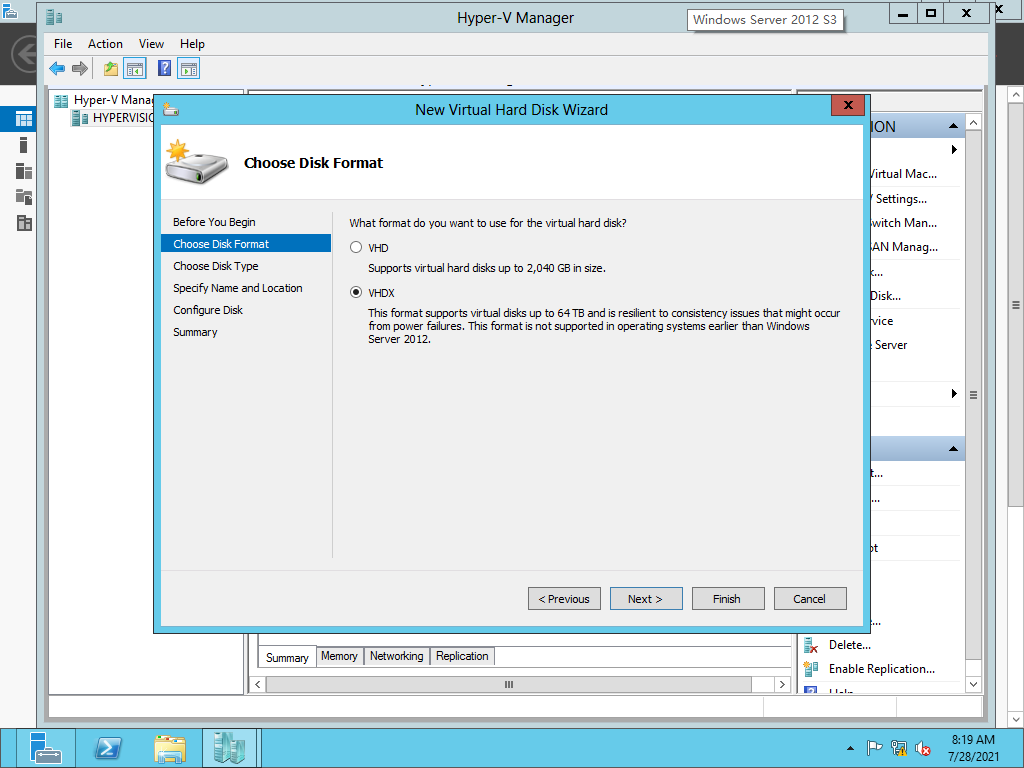 Hyper-V Manager
Windows Server 2012 S3
File Action View Help
Hyper-V Manag
HYPERVISIO
New Virtual Hard Disk Wizard
Choose Disk Format
Before You Begin
Choose Disk Format
Choose Disk Type
Specify Name and Location
Configure Disk
Summary
What format do you want to use for the virtual hard disk?
VHD
Supports virtual hard disks up to 2,040 GB in size.
VHDX
This format supports virtual disks up to 64 TB and is resilient to consistency issues that might occur
from power failures. This format is not supported in operating systems earlier than Windows
Server 2012.
< Previous
Next >
Finish
Cancel
ION
Virtual Mac...
Settings...
witch Man...
AN Manag...
Disk...
vice
Server
Delete...
Enable Replication...
Help
Summary Memory Networking Replication
8:19 AM
7/28/2021